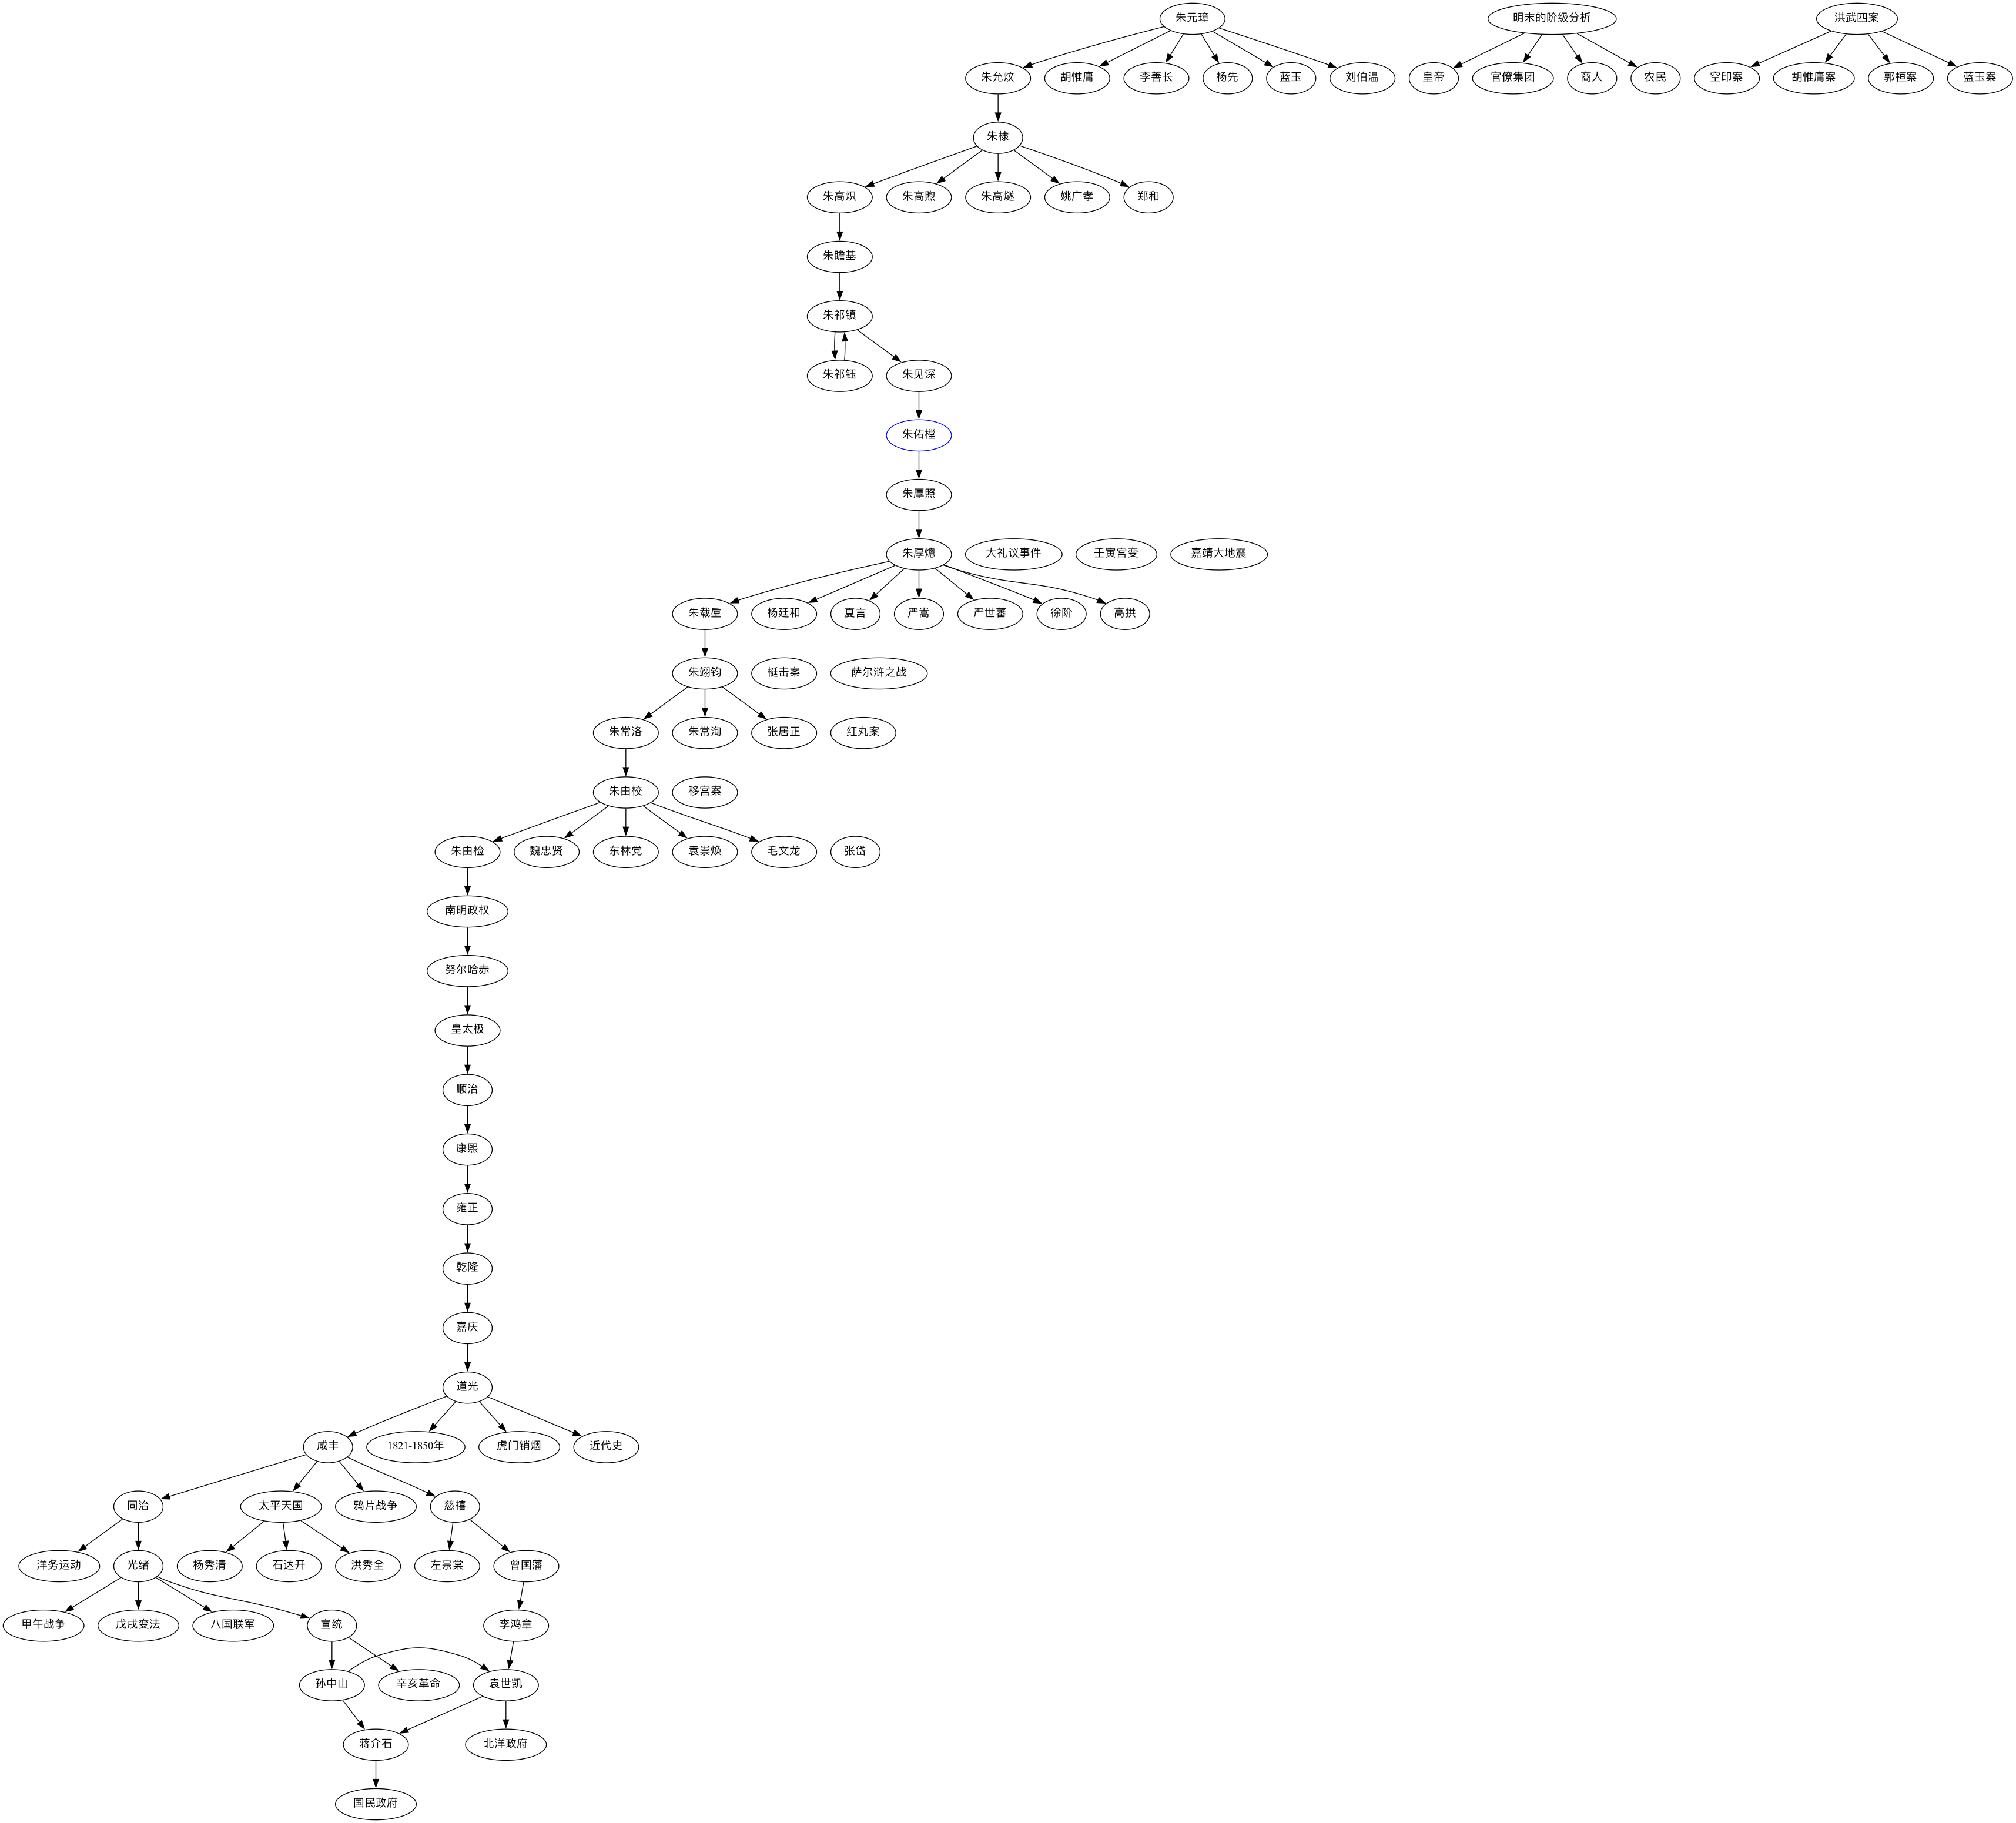 朱元璋
明末的阶级分析
洪武四案
朱允炆
胡惟庸
李善长
杨先
蓝玉
刘伯温
皇帝
官僚集团
商人
农民
空印案
胡惟庸案
郭桓案
蓝玉案
朱棣
朱高炽
朱高煦
朱高燧
姚广孝
郑和
朱瞻基
朱祁镇
朱祁钰
朱见深
朱佑樘
朱厚照
朱厚熜
大礼议事件
壬寅宫变
嘉靖大地震
朱载垕
杨廷和
夏言
严嵩
严世蕃
徐阶
高拱
朱翊钧
梃击案
萨尔浒之战
朱常洛
朱常洵
张居正
红丸案
朱由校
移宫案
朱由检
魏忠贤
东林党
袁崇焕
毛文龙
张岱
南明政权
努尔哈赤
皇太极
顺治
康熙
雍正
乾隆
嘉庆
道光
咸丰
1821-1850年
虎门销烟
近代史
同治
太平天国
鸦片战争
慈禧
洋务运动
光绪
杨秀清
石达开
洪秀全
左宗棠
曾国藩
甲午战争
戊戌变法
八国联军
宣统
李鸿章
孙中山
辛亥革命
袁世凯
蒋介石
北洋政府
国民政府